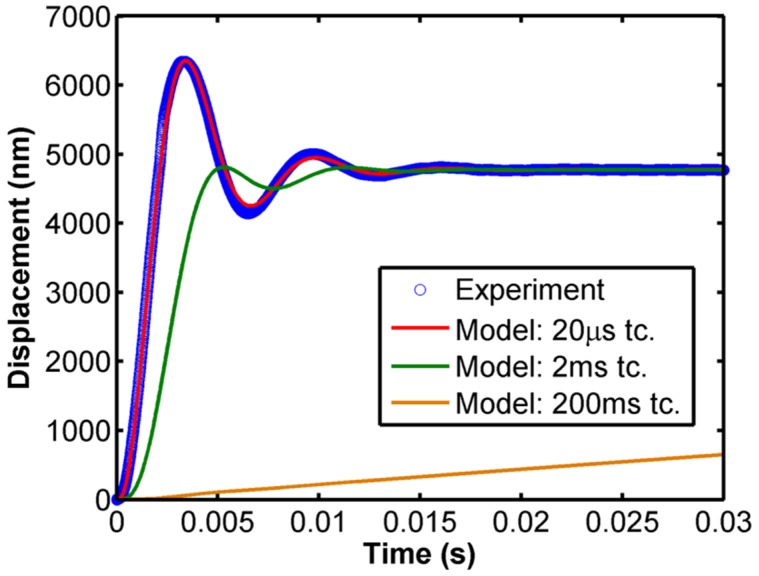 7000
6000
5000
4000
3000
2000
1000
0
Displacement (nm)
Experiment
Model: 20μs tc.
Model: 2ms tc.
Model: 200ms tc.
0 0.005 0.01 0.015 0.02 0.025 0.03
Time (s)